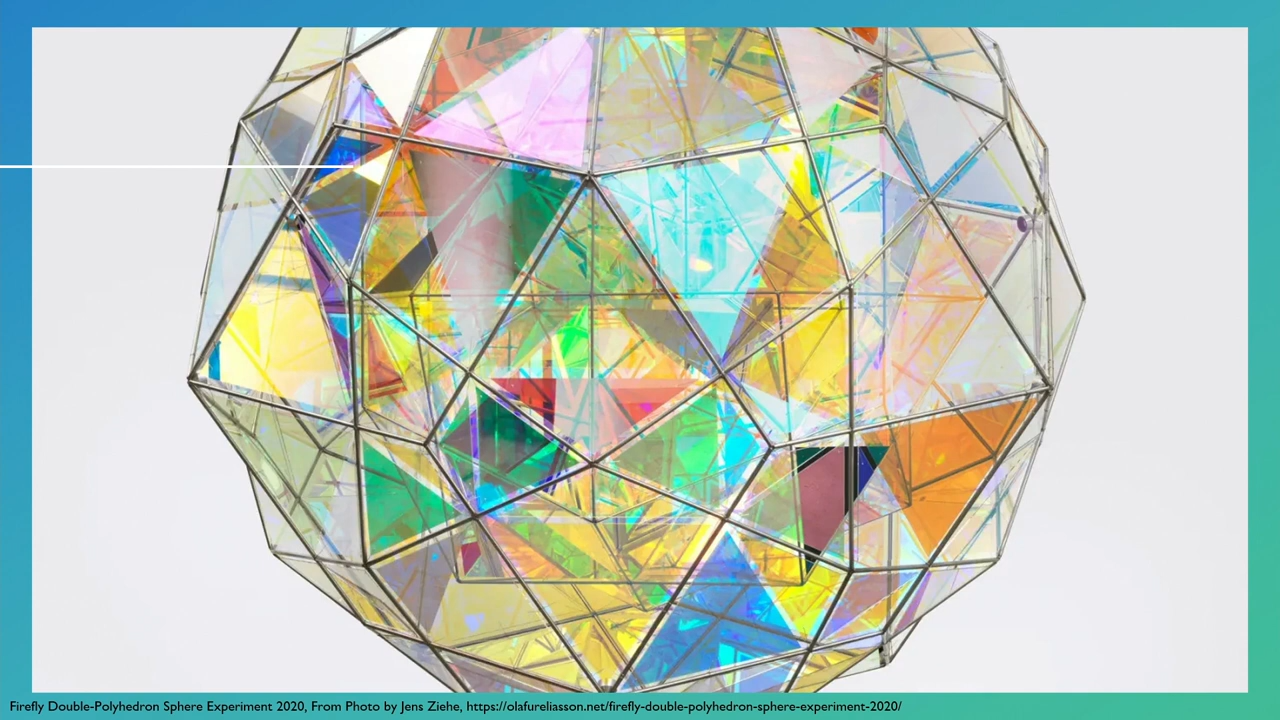 Firefly Double-Polyhedron Sphere Experiment 2020, From Photo by Jens Ziehe, https://olafureliasson.net/firefly-double-polyhedron-sphere-experiment-2020/